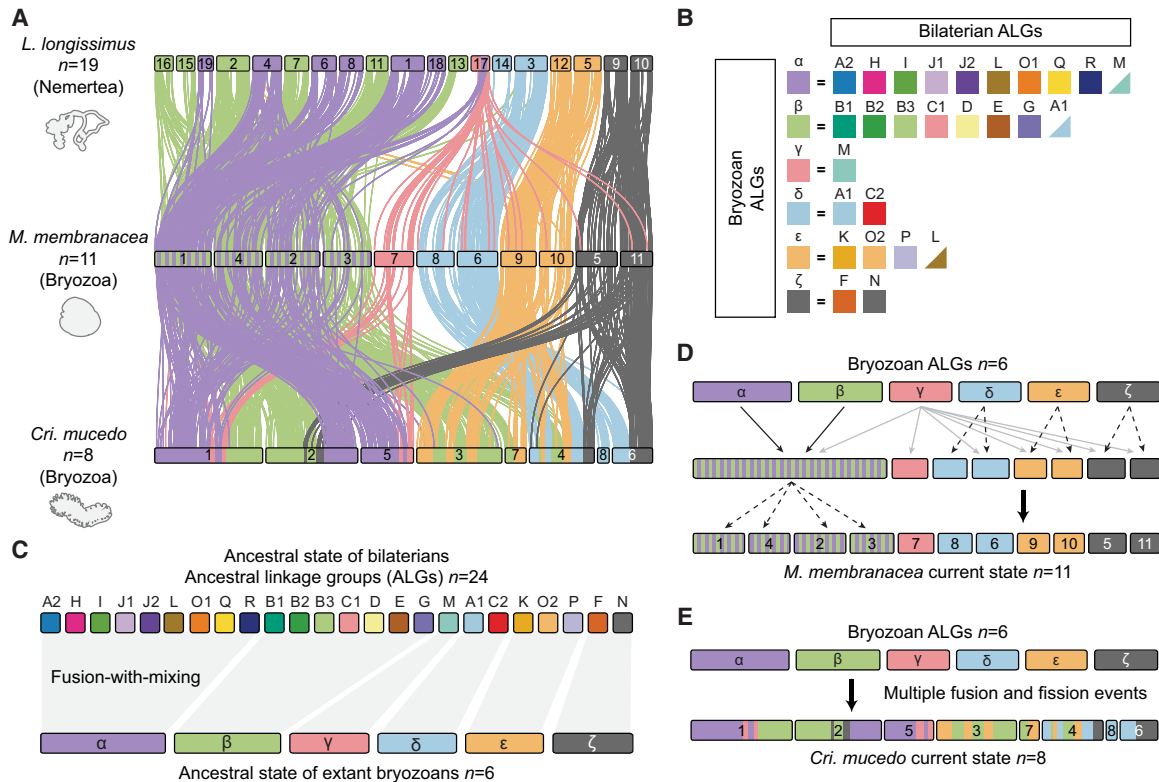 A
L. longissimus
n=19
(Nemertea)
16 15 19 2 4 7 6 8 11 1 18 13 17 14 3 12 5 9 10
M. membranacea
n=11
(Bryozoa)
1 4 2 3 7 8 6 9 10 5 11
Cri. mucedo
n=8
(Bryozoa)
1 2 5 3 7 4 8 6
B
Bilaterian ALGs
Bryozoan
ALGs
α = A2 H I J1 J2 L O1 Q R M
β = B1 B2 B3 C1 D E G A1
γ = M
δ = A1 C2
ε = K O2 P L
ζ = F N
C
Ancestral state of bilaterians
Ancestral linkage groups (ALGs) n=24
A2 H I J1 J2 L O1 Q R B1 B2 B3 C1 D E G M A1 C2 K O2 P F N
Fusion-with-mixing
α β γ δ ε ζ
Ancestral state of extant bryozoans n=6
D
Bryozoan ALGs n=6
α β γ δ ε ζ
1 4 2 3 7 8 6 9 10 5 11
M. membranacea current state n=11
E
Bryozoan ALGs n=6
α β γ δ ε ζ
Multiple fusion and fission events
1 2 5 3 7 4 8 6
Cri. mucedo current state n=8